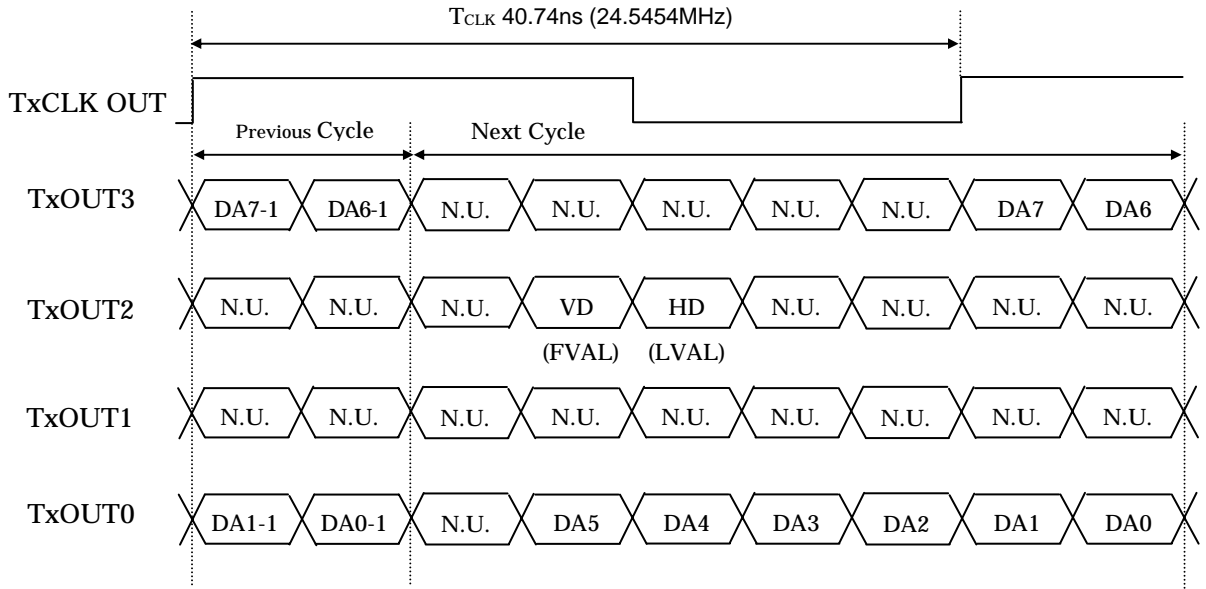 TCLK 40.74ns (24.5454MHz)
TxCLK OUT
Previous Cycle Next Cycle
TxOUT3 DA7-1 DA6-1 N.U. N.U. N.U. N.U. N.U. DA7 DA6
TxOUT2 N.U. N.U. N.U. VD HD N.U. N.U. N.U. N.U.
(FVAL) (LVAL)
TxOUT1 N.U. N.U. N.U. N.U. N.U. N.U. N.U. N.U. N.U.
TxOUT0 DA1-1 DA0-1 N.U. DA5 DA4 DA3 DA2 DA1 DA0